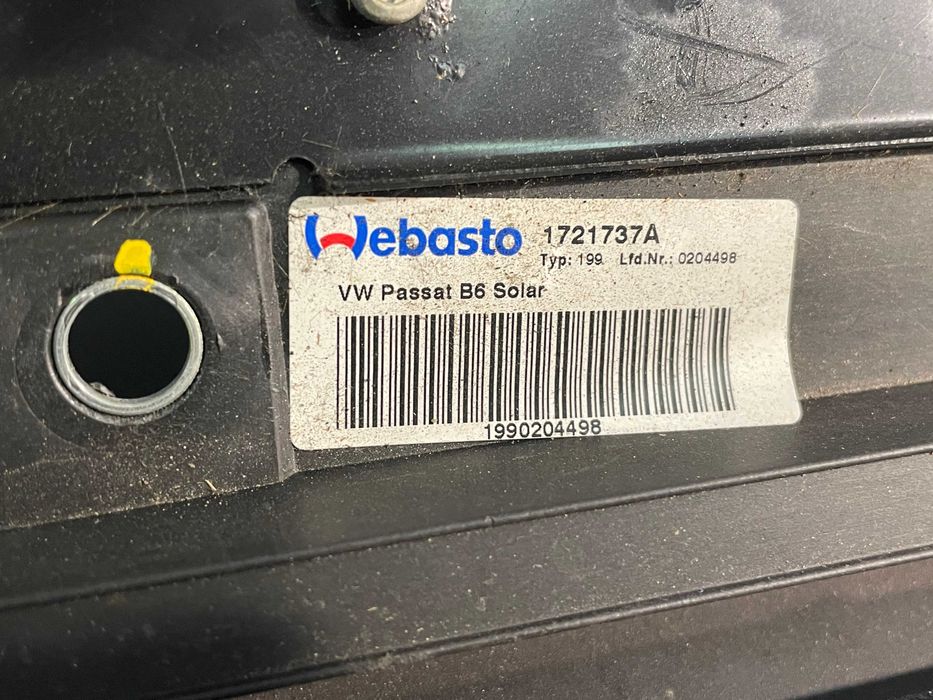 Webasto 1721737A
Typ: 199 Lfd.Nr.: 0204498
VW Passat B6 Solar
1990204498